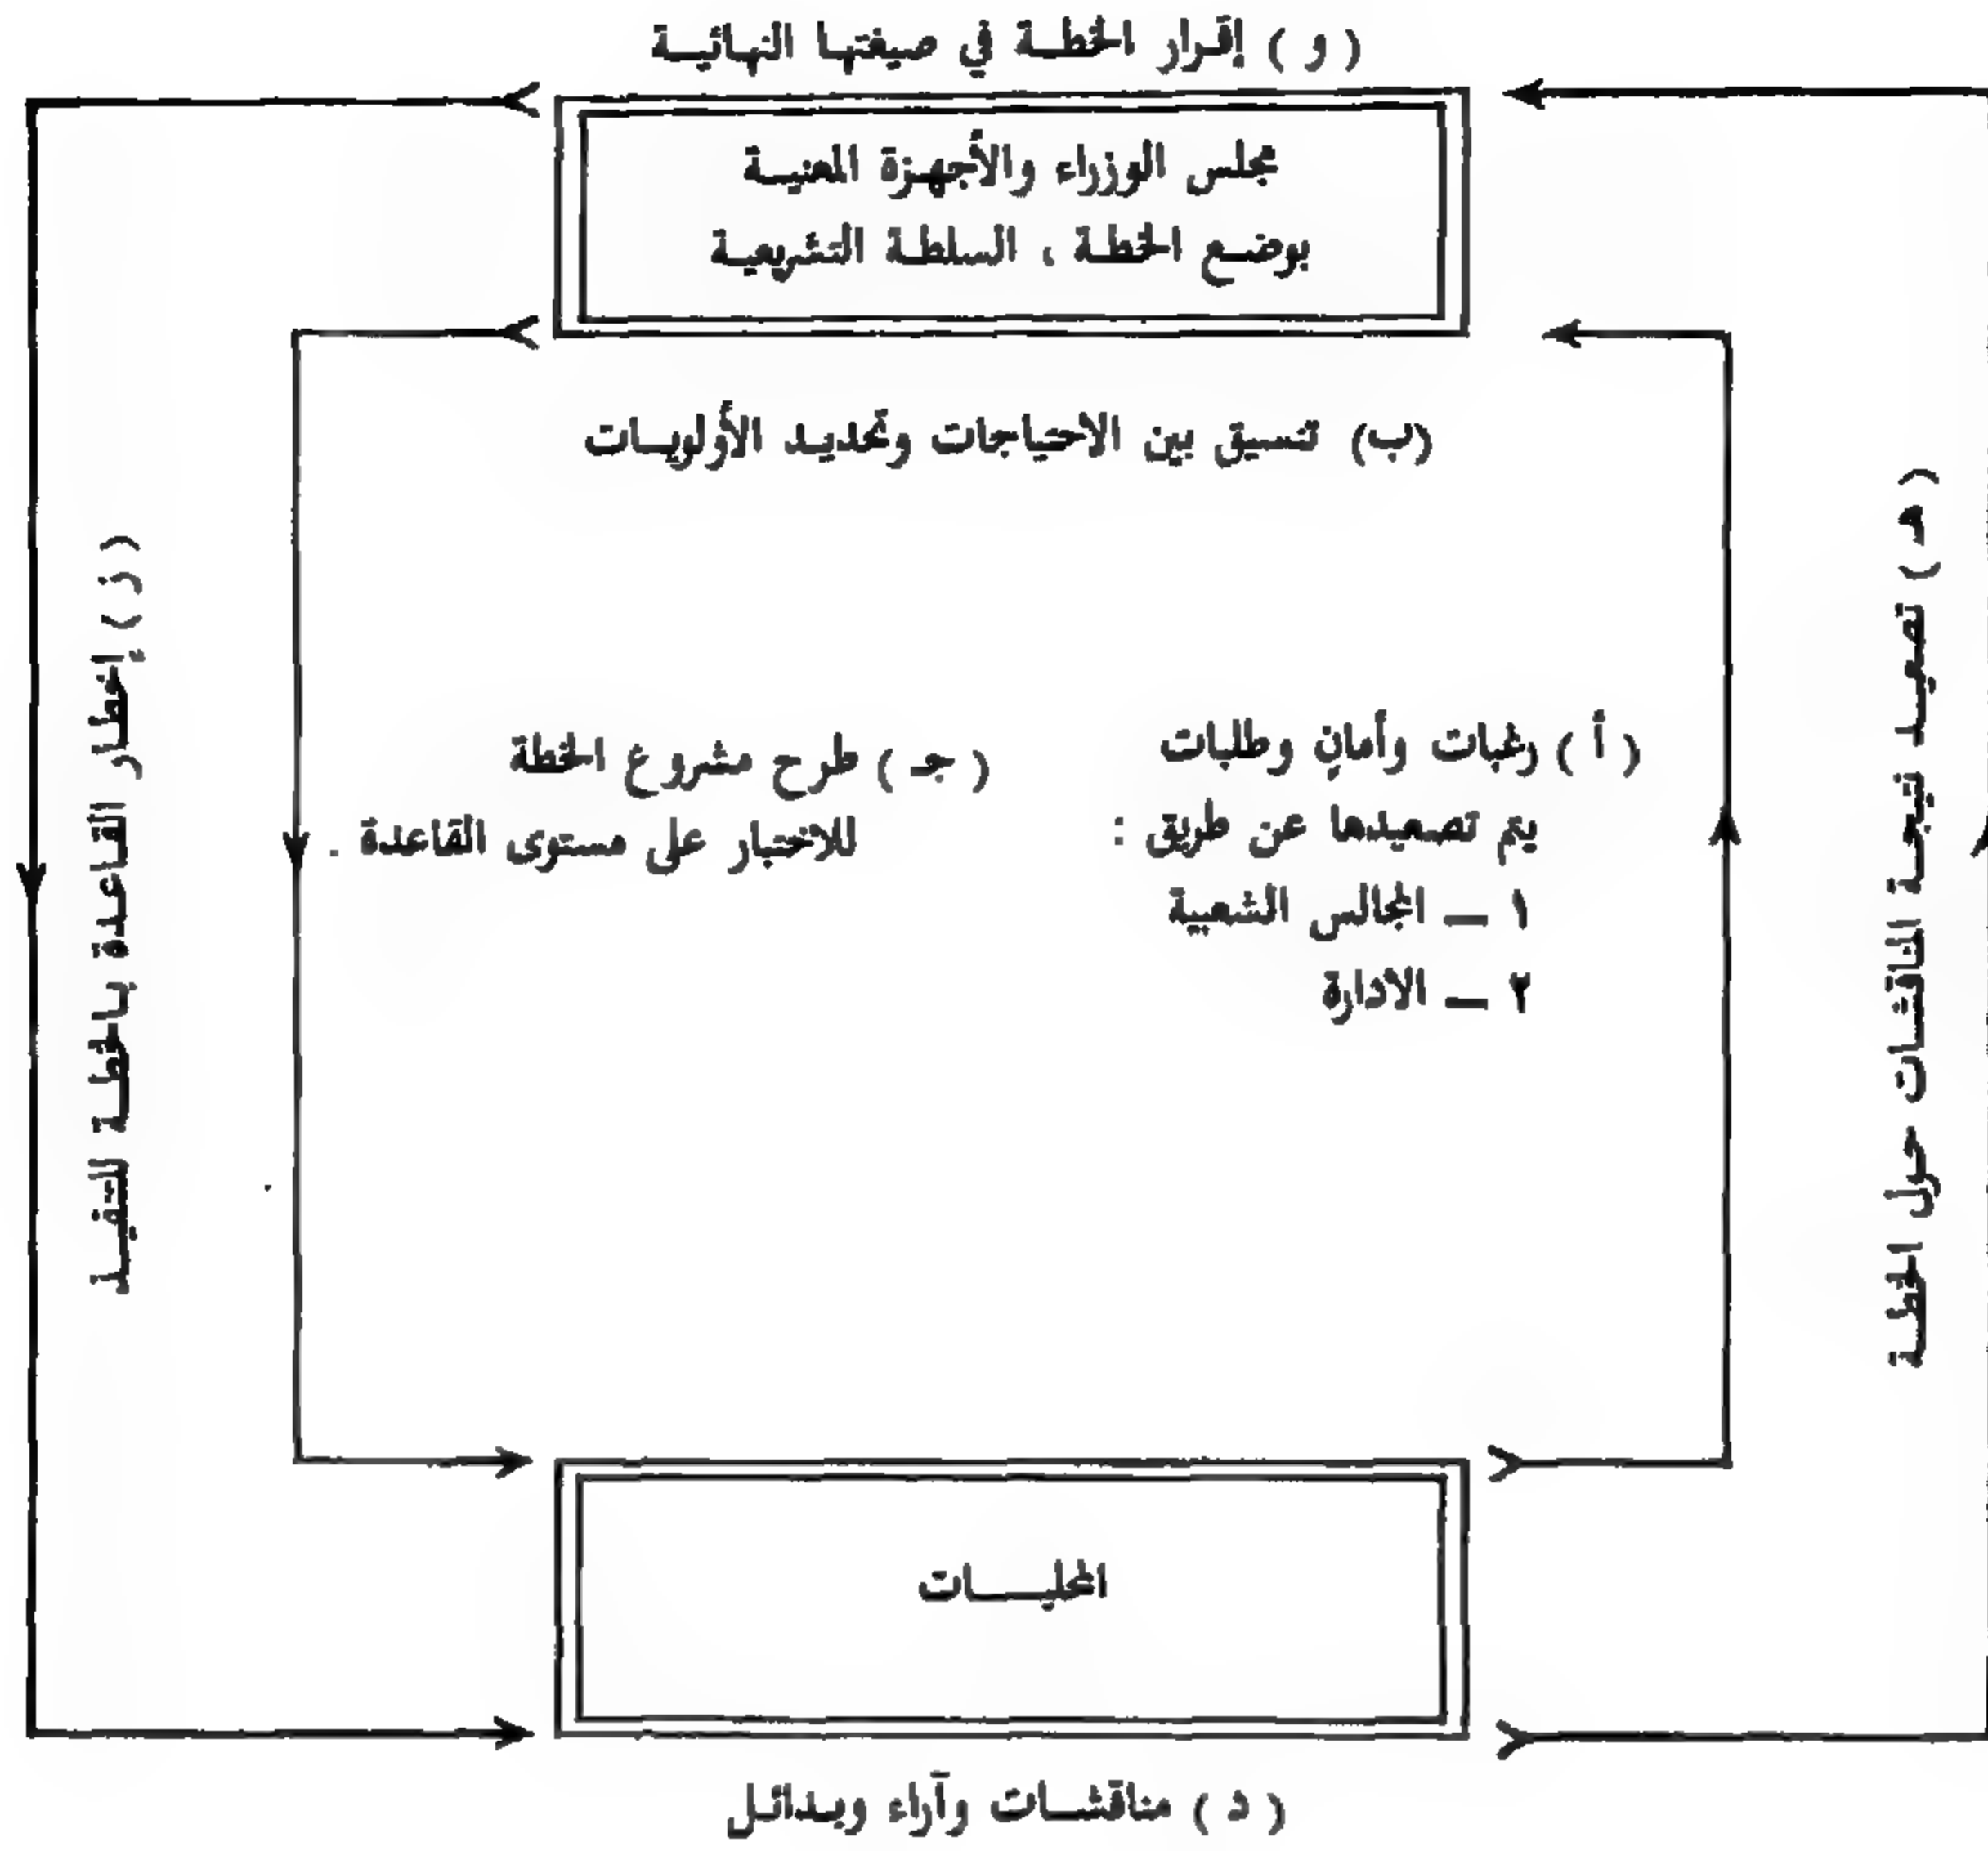 ( و ) إقرار الخطة في صيغتها النهائية
مجلس الوزراء والأجهزة المعنية
بوضع الخطة ، السلطة التشريعية
(ب) تنسيق بين الاحياجات وتحديد الأولويات
( أ ) رغبات وأمانٍ وطلبات
يتم تصعيدها عن طريق :
١ — المجالس الشعبية
٢ — الادارة
( جـ ) طرح مشروع الخطة
للاختبار على مستوى القاعدة .
( هـ ) تصعيد نتيجة المناقشات حول الخطة
( ز ) إخطار القاعدة بالخطة للتنفيذ
المحليات
( د ) مناقشات وآراء وبدائل